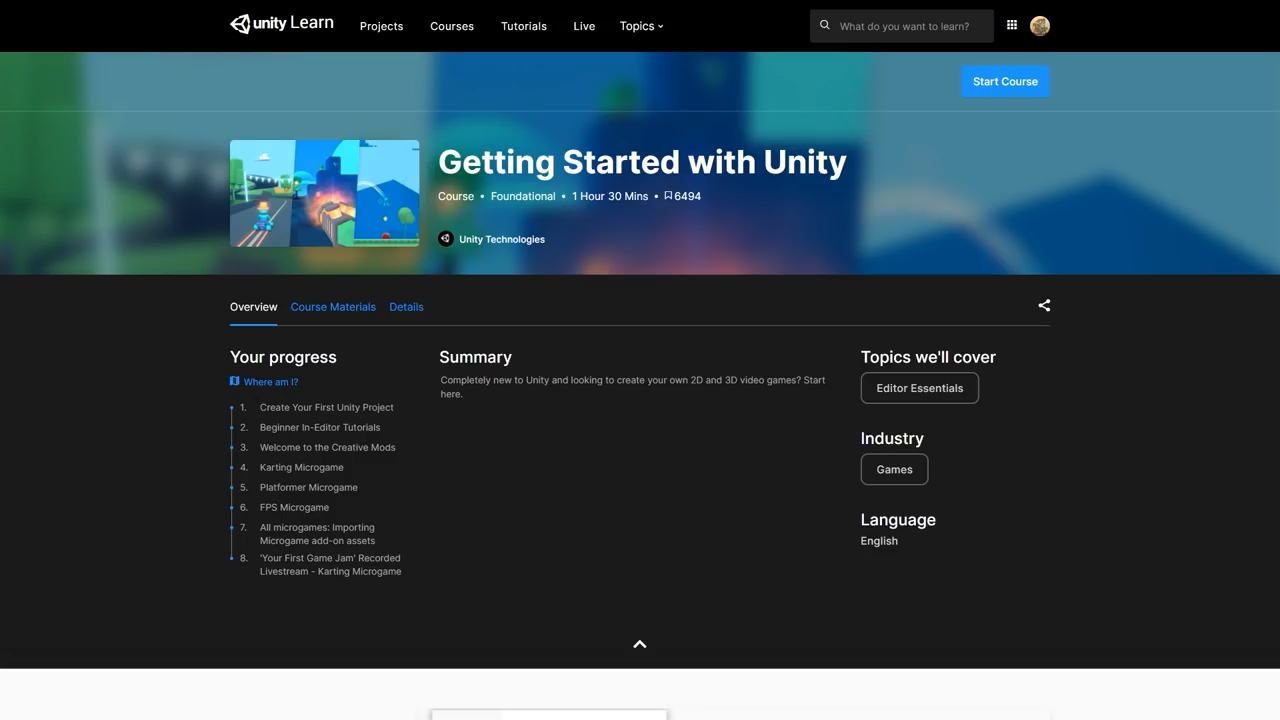 unity Learn
Projects
Courses
Tutorials
Live
Topics
What do you want to learn?
Start Course
Getting Started with Unity
Course • Foundational • 1 Hour 30 Mins • 6494
Unity Technologies
Overview
Course Materials
Details
Your progress
Where am I?
1. Create Your First Unity Project
2. Beginner In-Editor Tutorials
3. Welcome to the Creative Mods
4. Karting Microgame
5. Platformer Microgame
6. FPS Microgame
7. All microgames: Importing
Microgame add-on assets
8. 'Your First Game Jam' Recorded
Livestream - Karting Microgame
Summary
Completely new to Unity and looking to create your own 2D and 3D video games? Start
here.
Topics we'll cover
Editor Essentials
Industry
Games
Language
English